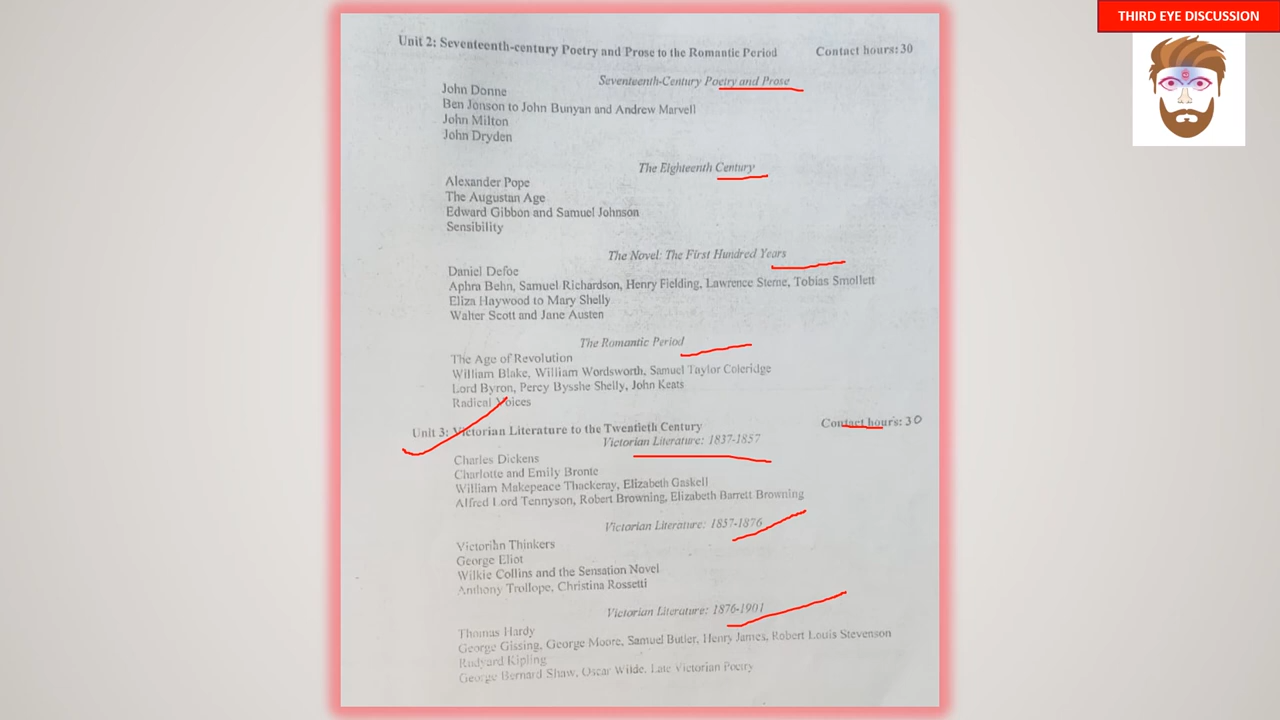 THIRD EYE DISCUSSION
Unit 2: Seventeenth-century Poetry and Prose to the Romantic Period Contact hours: 30
Seventeenth-Century Poetry and Prose
John Donne
Ben Jonson to John Bunyan and Andrew Marvell
John Milton
John Dryden
The Eighteenth Century
Alexander Pope
The Augustan Age
Edward Gibbon and Samuel Johnson
Sensibility
The Novel: The First Hundred Years
Daniel Defoe
Aphra Behn, Samuel Richardson, Henry Fielding, Lawrence Sterne, Tobias Smollett
Eliza Haywood to Mary Shelly
Walter Scott and Jane Austen
The Romantic Period
The Age of Revolution
William Blake, William Wordsworth, Samuel Taylor Coleridge
Lord Byron, Percy Bysshe Shelly, John Keats
Radical Voices
Unit 3: Victorian Literature to the Twentieth Century Contact hours: 30
Victorian Literature: 1837-1857
Charles Dickens
Charlotte and Emily Bronte
William Makepeace Thackeray, Elizabeth Gaskell
Alfred Lord Tennyson, Robert Browning, Elizabeth Barrett Browning
Victorian Literature: 1857-1876
Victorian Thinkers
George Eliot
Wilkie Collins and the Sensation Novel
Anthony Trollope, Christina Rossetti
Victorian Literature: 1876-1901
Thomas Hardy
George Gissing, George Moore, Samuel Butler, Henry James, Robert Louis Stevenson
Rudyard Kipling
George Bernard Shaw, Oscar Wilde, Late Victorian Poetry